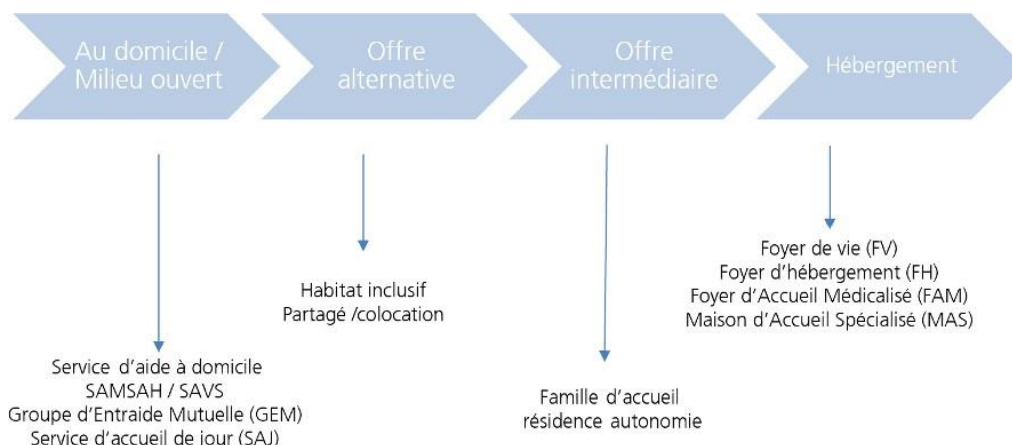 Au domicile /
Milieu ouvert
Offre
alternative
Offre
intermédiaire
Hébergement
Service d'aide à domicile
SAMSAH / SAVS
Groupe d'Entraide Mutuelle (GEM)
Service d'accueil de jour (SAJ)
Habitat inclusif
Partagé /colocation
Famille d'accueil
résidence autonomie
Foyer de vie (FV)
Foyer d'hébergement (FH)
Foyer d'Accueil Médicalisé (FAM)
Maison d'Accueil Spécialisé (MAS)